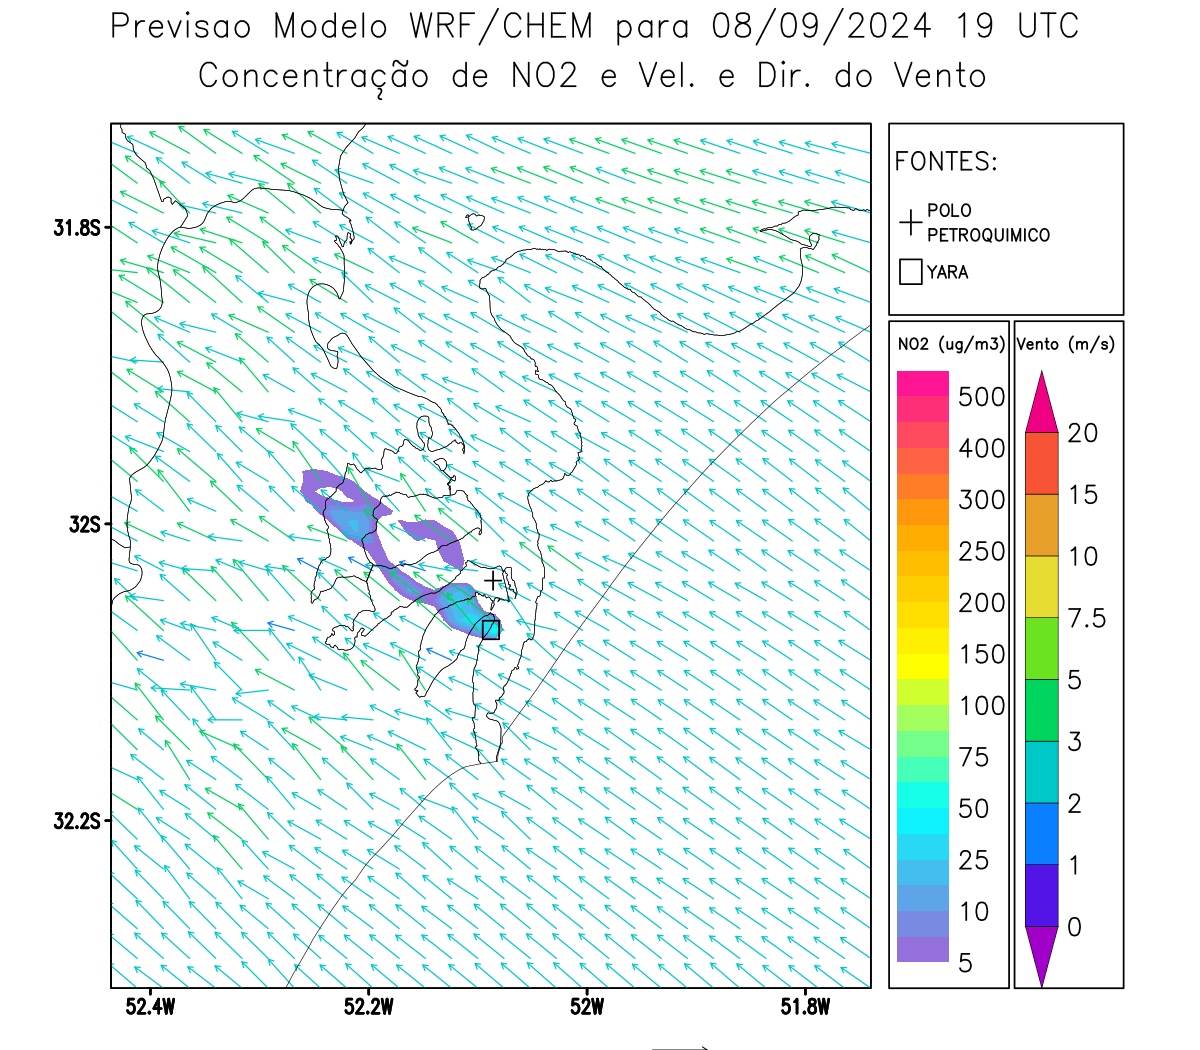 Previsao Modelo WRF/CHEM para 08/09/2024 19 UTC
Concentração de NO2 e Vel. e Dir. do Vento
FONTES:
POLO
PETROQUIMICO
YARA
NO2 (ug/m3)
500
400
300
250
200
150
100
75
50
25
10
5
Vento (m/s)
20
15
10
7.5
5
3
2
1
0
31.8S
32S
32.2S
52.4W 52.2W 52W 51.8W